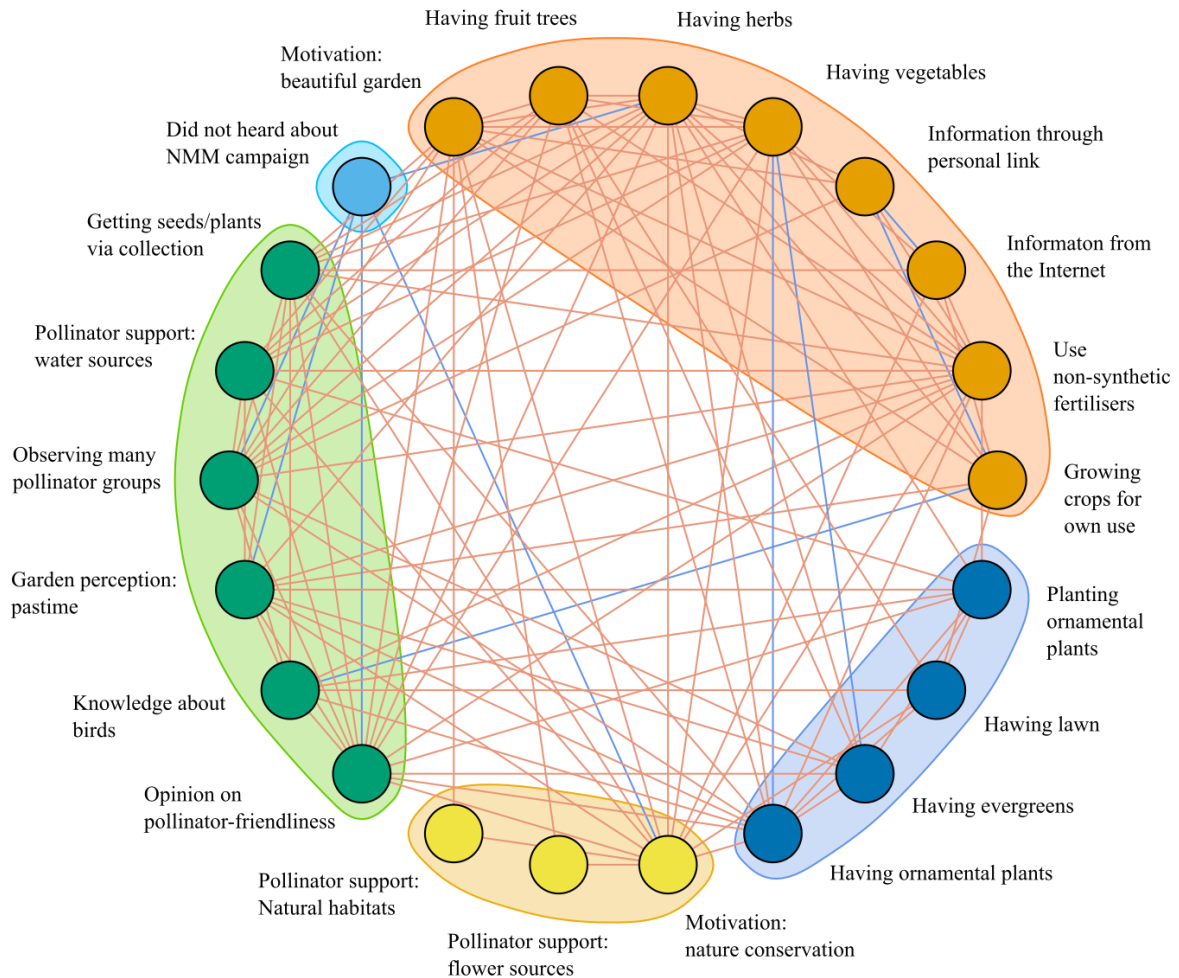 Having fruit trees
Having herbs
Motivation:
beautiful garden
Having vegetables
Did not heard about
NMM campaign
Information through
personal link
Getting seeds/plants
via collection
Informaton from
the Internet
Pollinator support:
water sources
Use
non-synthetic
fertilisers
Observing many
pollinator groups
Growing
crops for
own use
Garden perception:
pastime
Planting
ornamental
plants
Knowledge about
birds
Hawing lawn
Opinion on
pollinator-friendliness
Having evergreens
Having ornamental plants
Pollinator support:
Natural habitats
Motivation:
nature conservation
Pollinator support:
flower sources